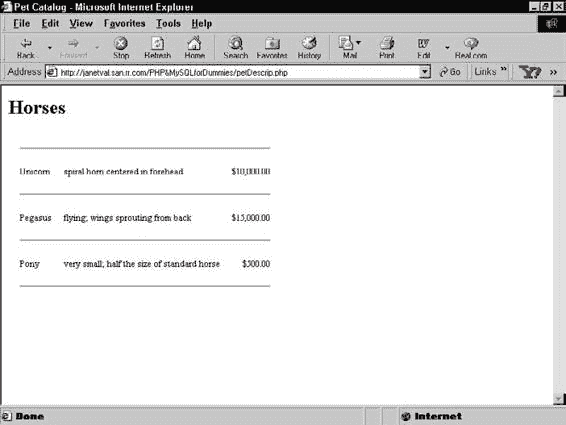 Pet Catalog - Microsoft Internet Explorer
File Edit View Favorites Tools Help
Back Forward Stop Refresh Home Search Favorites History Mail Print Edit Real.com
Address http://janetval.san.rr.com/PHP&MySQLforDummies/petDescrip.php Go Links »
Horses
Unicorn spiral horn centered in forehead $10,000.00
Pegasus flying; wings sprouting from back $15,000.00
Pony very small; half the size of standard horse $500.00
Done Internet